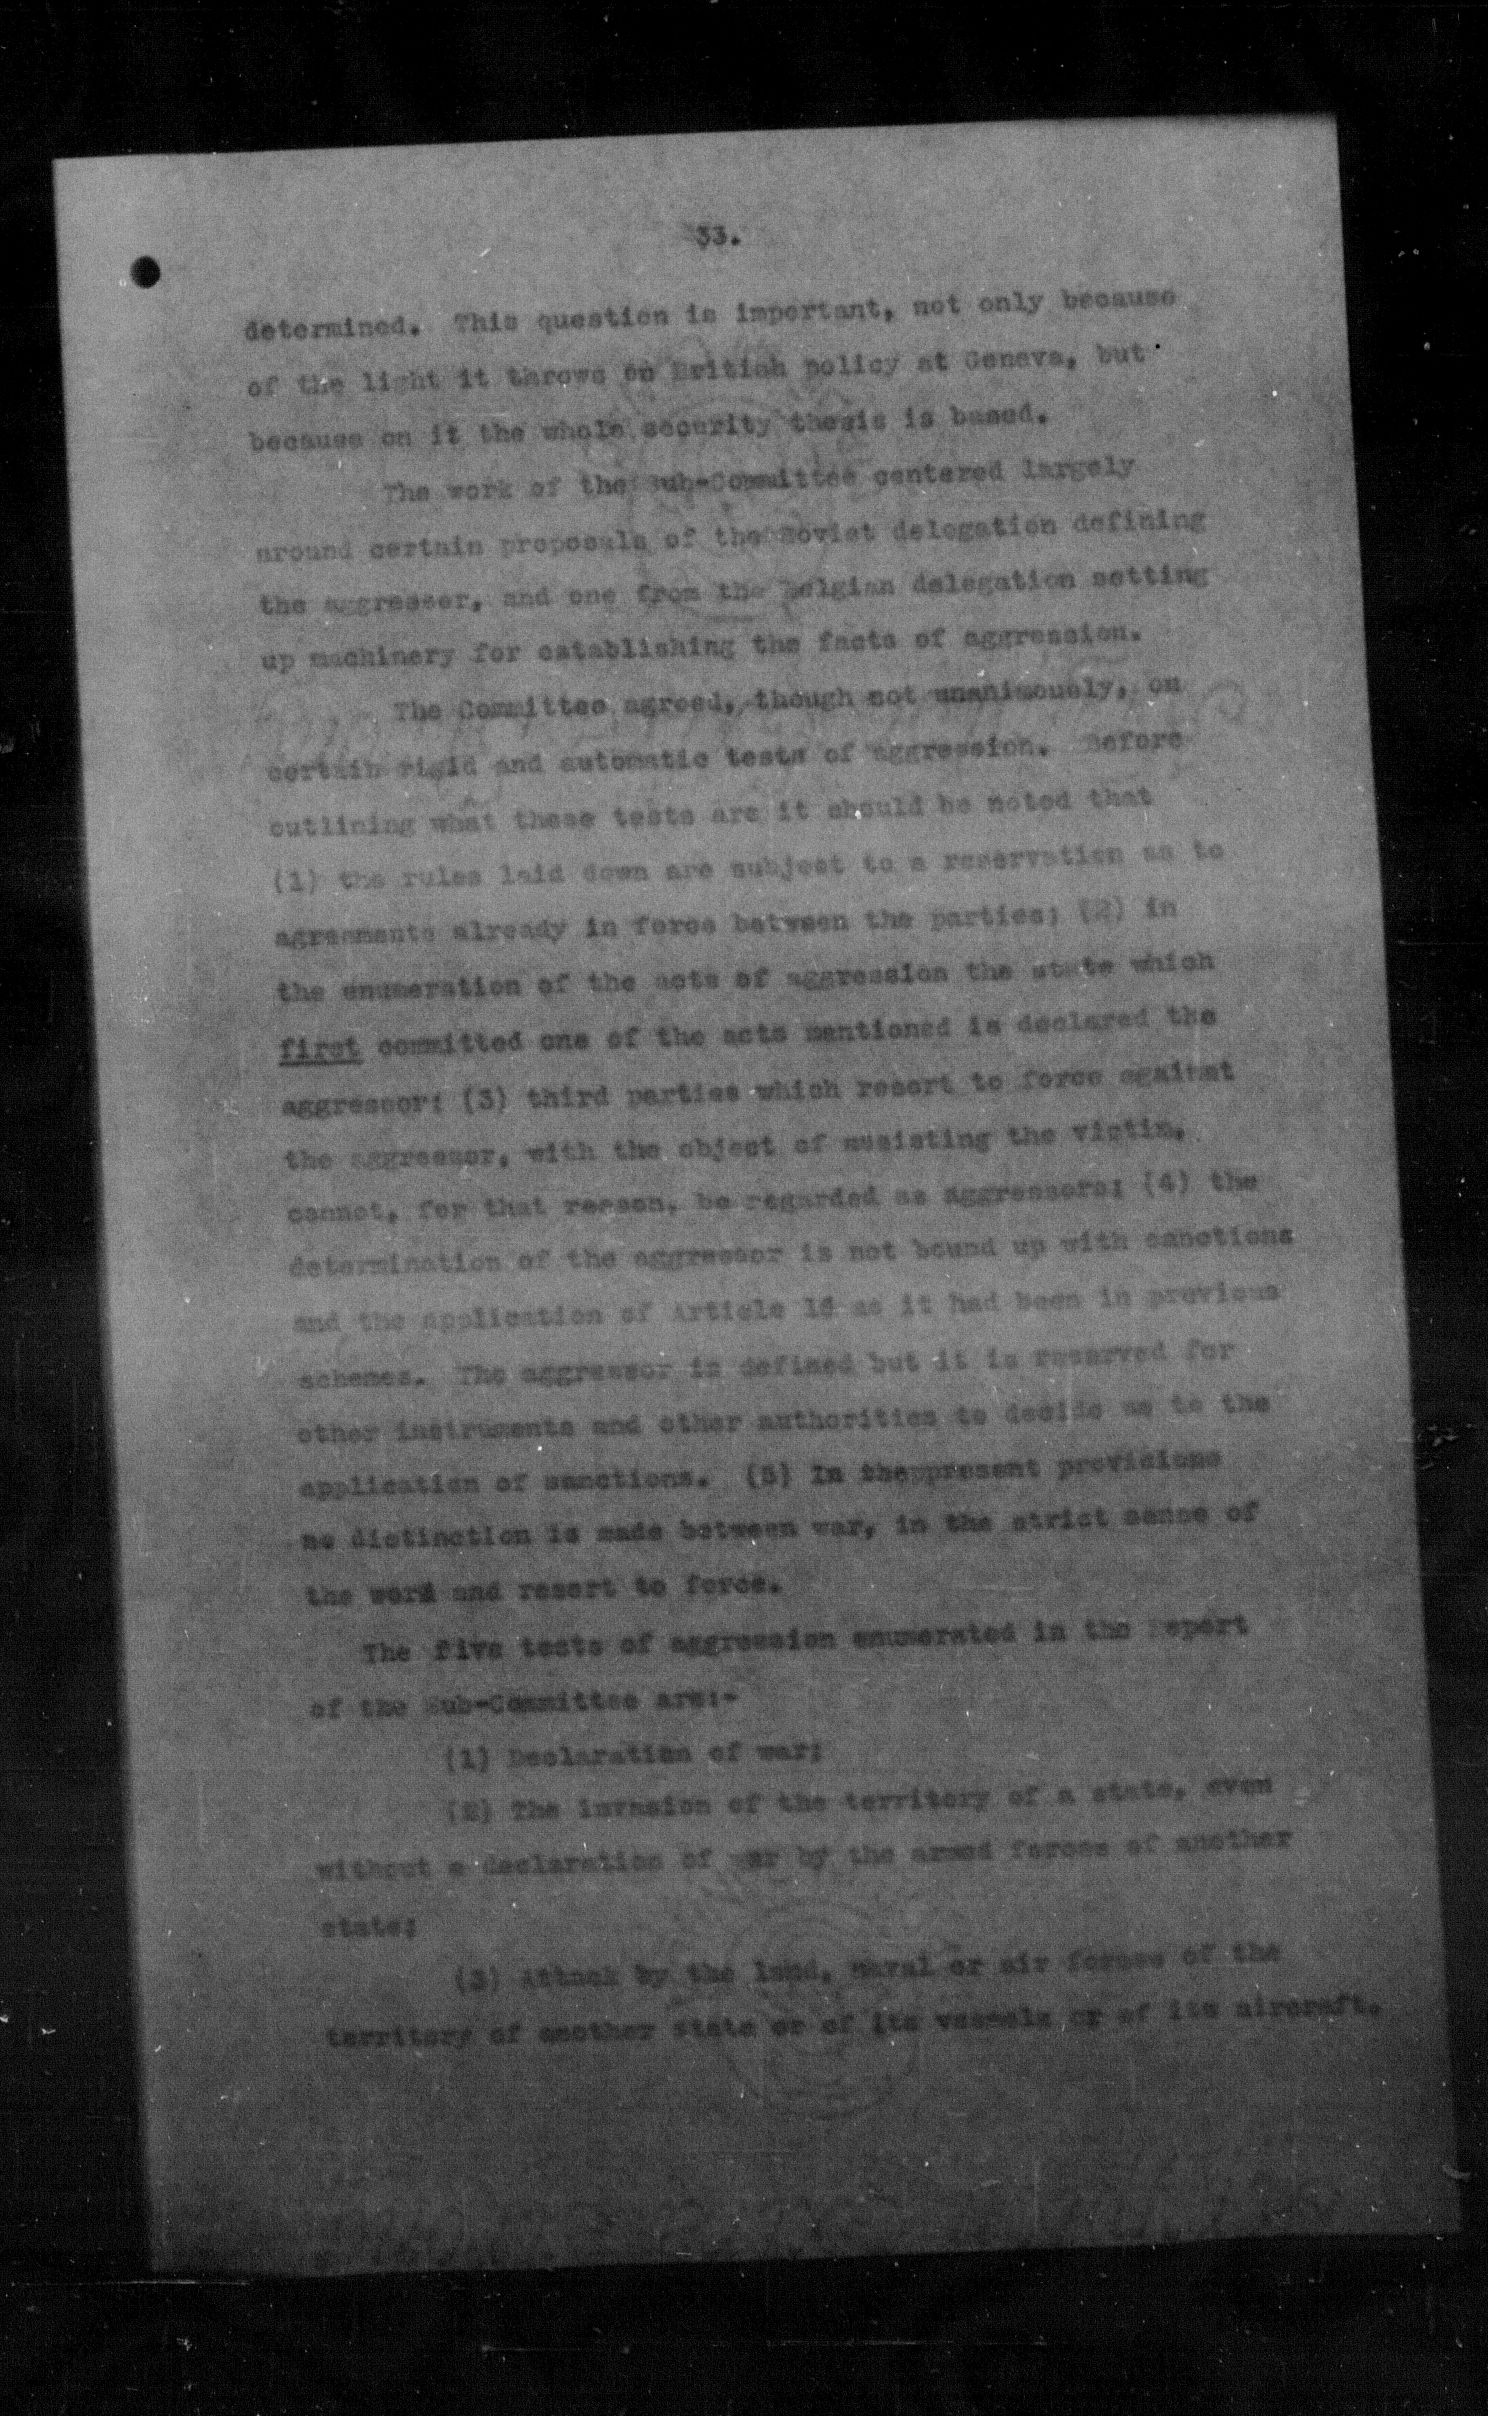 33.
determined. This question is important, not only because
of the light it throws on British policy at Geneva, but
because on it the whole security thesis is based.
The work of the Sub-Committee centered largely
around certain proposals of the Soviet delegation defining
the aggressor, and one from the Belgian delegation setting
up machinery for establishing the facts of aggression.
The Committee agreed, though not unanimously, on
certain rigid and automatic tests of aggression. Before
outlining what these tests are it should be noted that
(1) the rules laid down are subject to a reservation as to
agreements already in force between the parties; (2) in
the enumeration of the acts of aggression the state which
first committed one of the acts mentioned is declared the
aggressor: (3) third parties which resort to force against
the aggressor, with the object of assisting the victim,
cannot, for that reason, be regarded as aggressors: (4) the
determination of the aggressor is not bound up with sanctions
and the application of Article 16 as it had been in previous
schemes. The aggressor is defined but it is reserved for
other instruments and other authorities to decide as to the
application of sanctions. (5) In theppresent provisions
no distinction is made between war, in the strict sense of
the word and resort to force.
The five tests of aggression enumerated in the report
of the Sub-Committee are:-
(1) Declaration of war:
(2) The invasion of the territory of a state, even
without a declaration of war by the armed forces of another
state:
(3) Attack by the land, naval or air forces of the
territory of another state or of its vessels or of its aircraft.